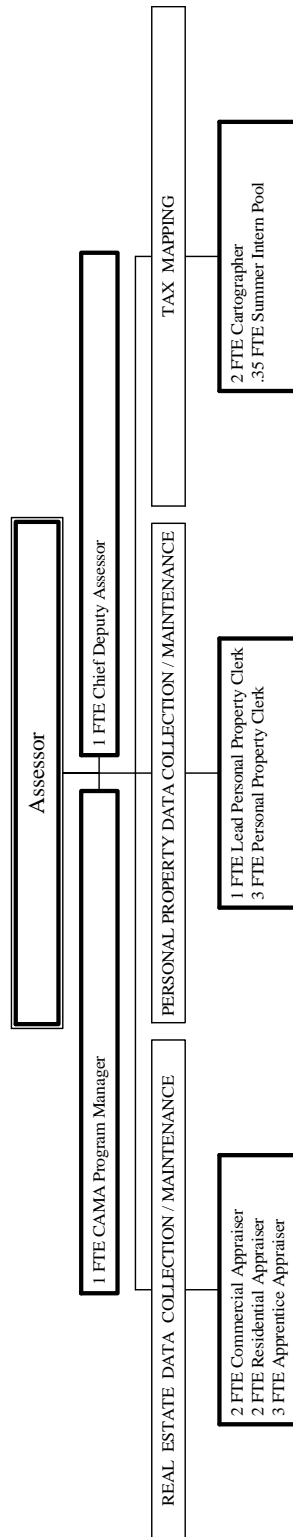 Assessor
1 FTE CAMA Program Manager
1 FTE Chief Deputy Assessor
REAL ESTATE DATA COLLECTION / MAINTENANCE
PERSONAL PROPERTY DATA COLLECTION / MAINTENANCE
TAX MAPPING
2 FTE Commercial Appraiser
2 FTE Residential Appraiser
3 FTE Apprentice Appraiser
1 FTE Lead Personal Property Clerk
3 FTE Personal Property Clerk
2 FTE Cartographer
.35 FTE Summer Intern Pool